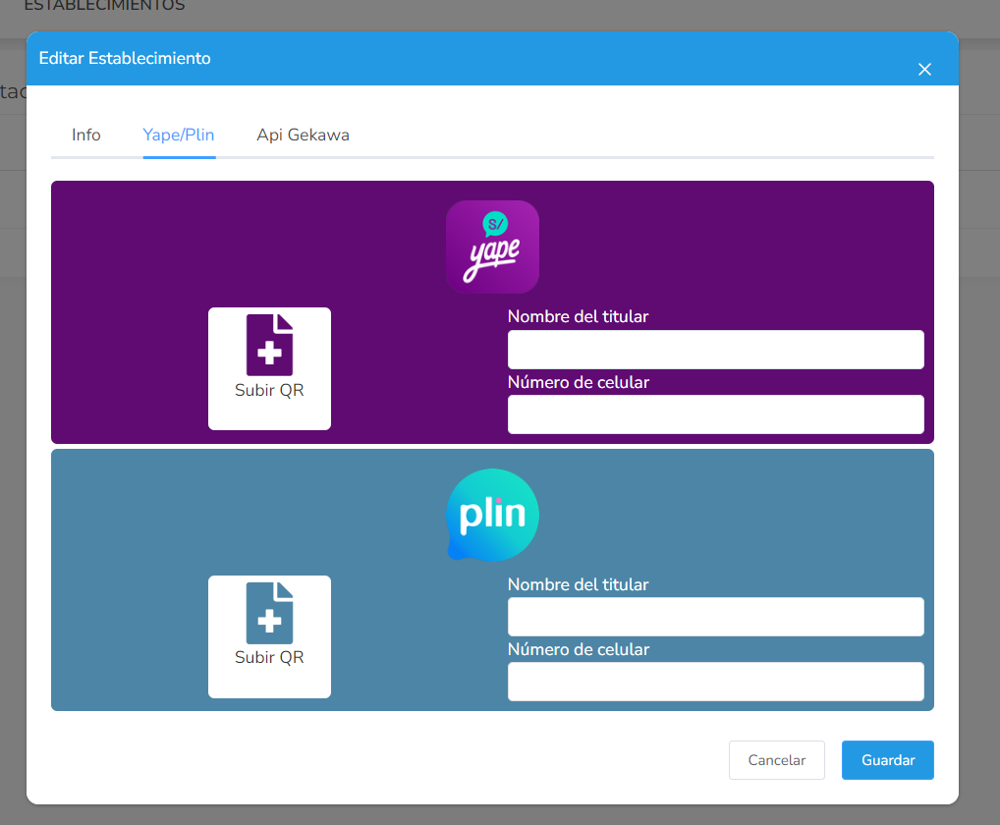 ESTABLECIMIENTOS
Editar Establecimiento
tac
Info Yape/Plin Api Gekawa
S/
yape
Nombre del titular
Subir QR
Número de celular
plin
Nombre del titular
Subir QR
Número de celular
Cancelar Guardar